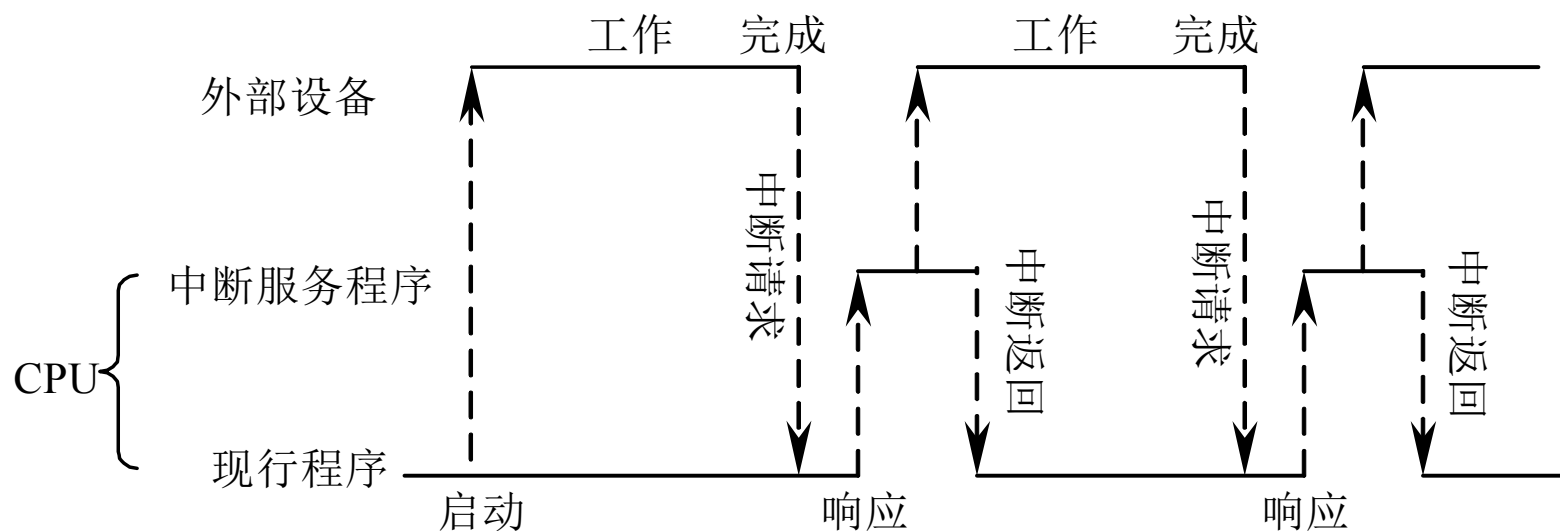 工作 完成 工作 完成
外部设备
中断请求
中断请求
中断服务程序
中断返回
中断返回
CPU
现行程序
启动 响应 响应